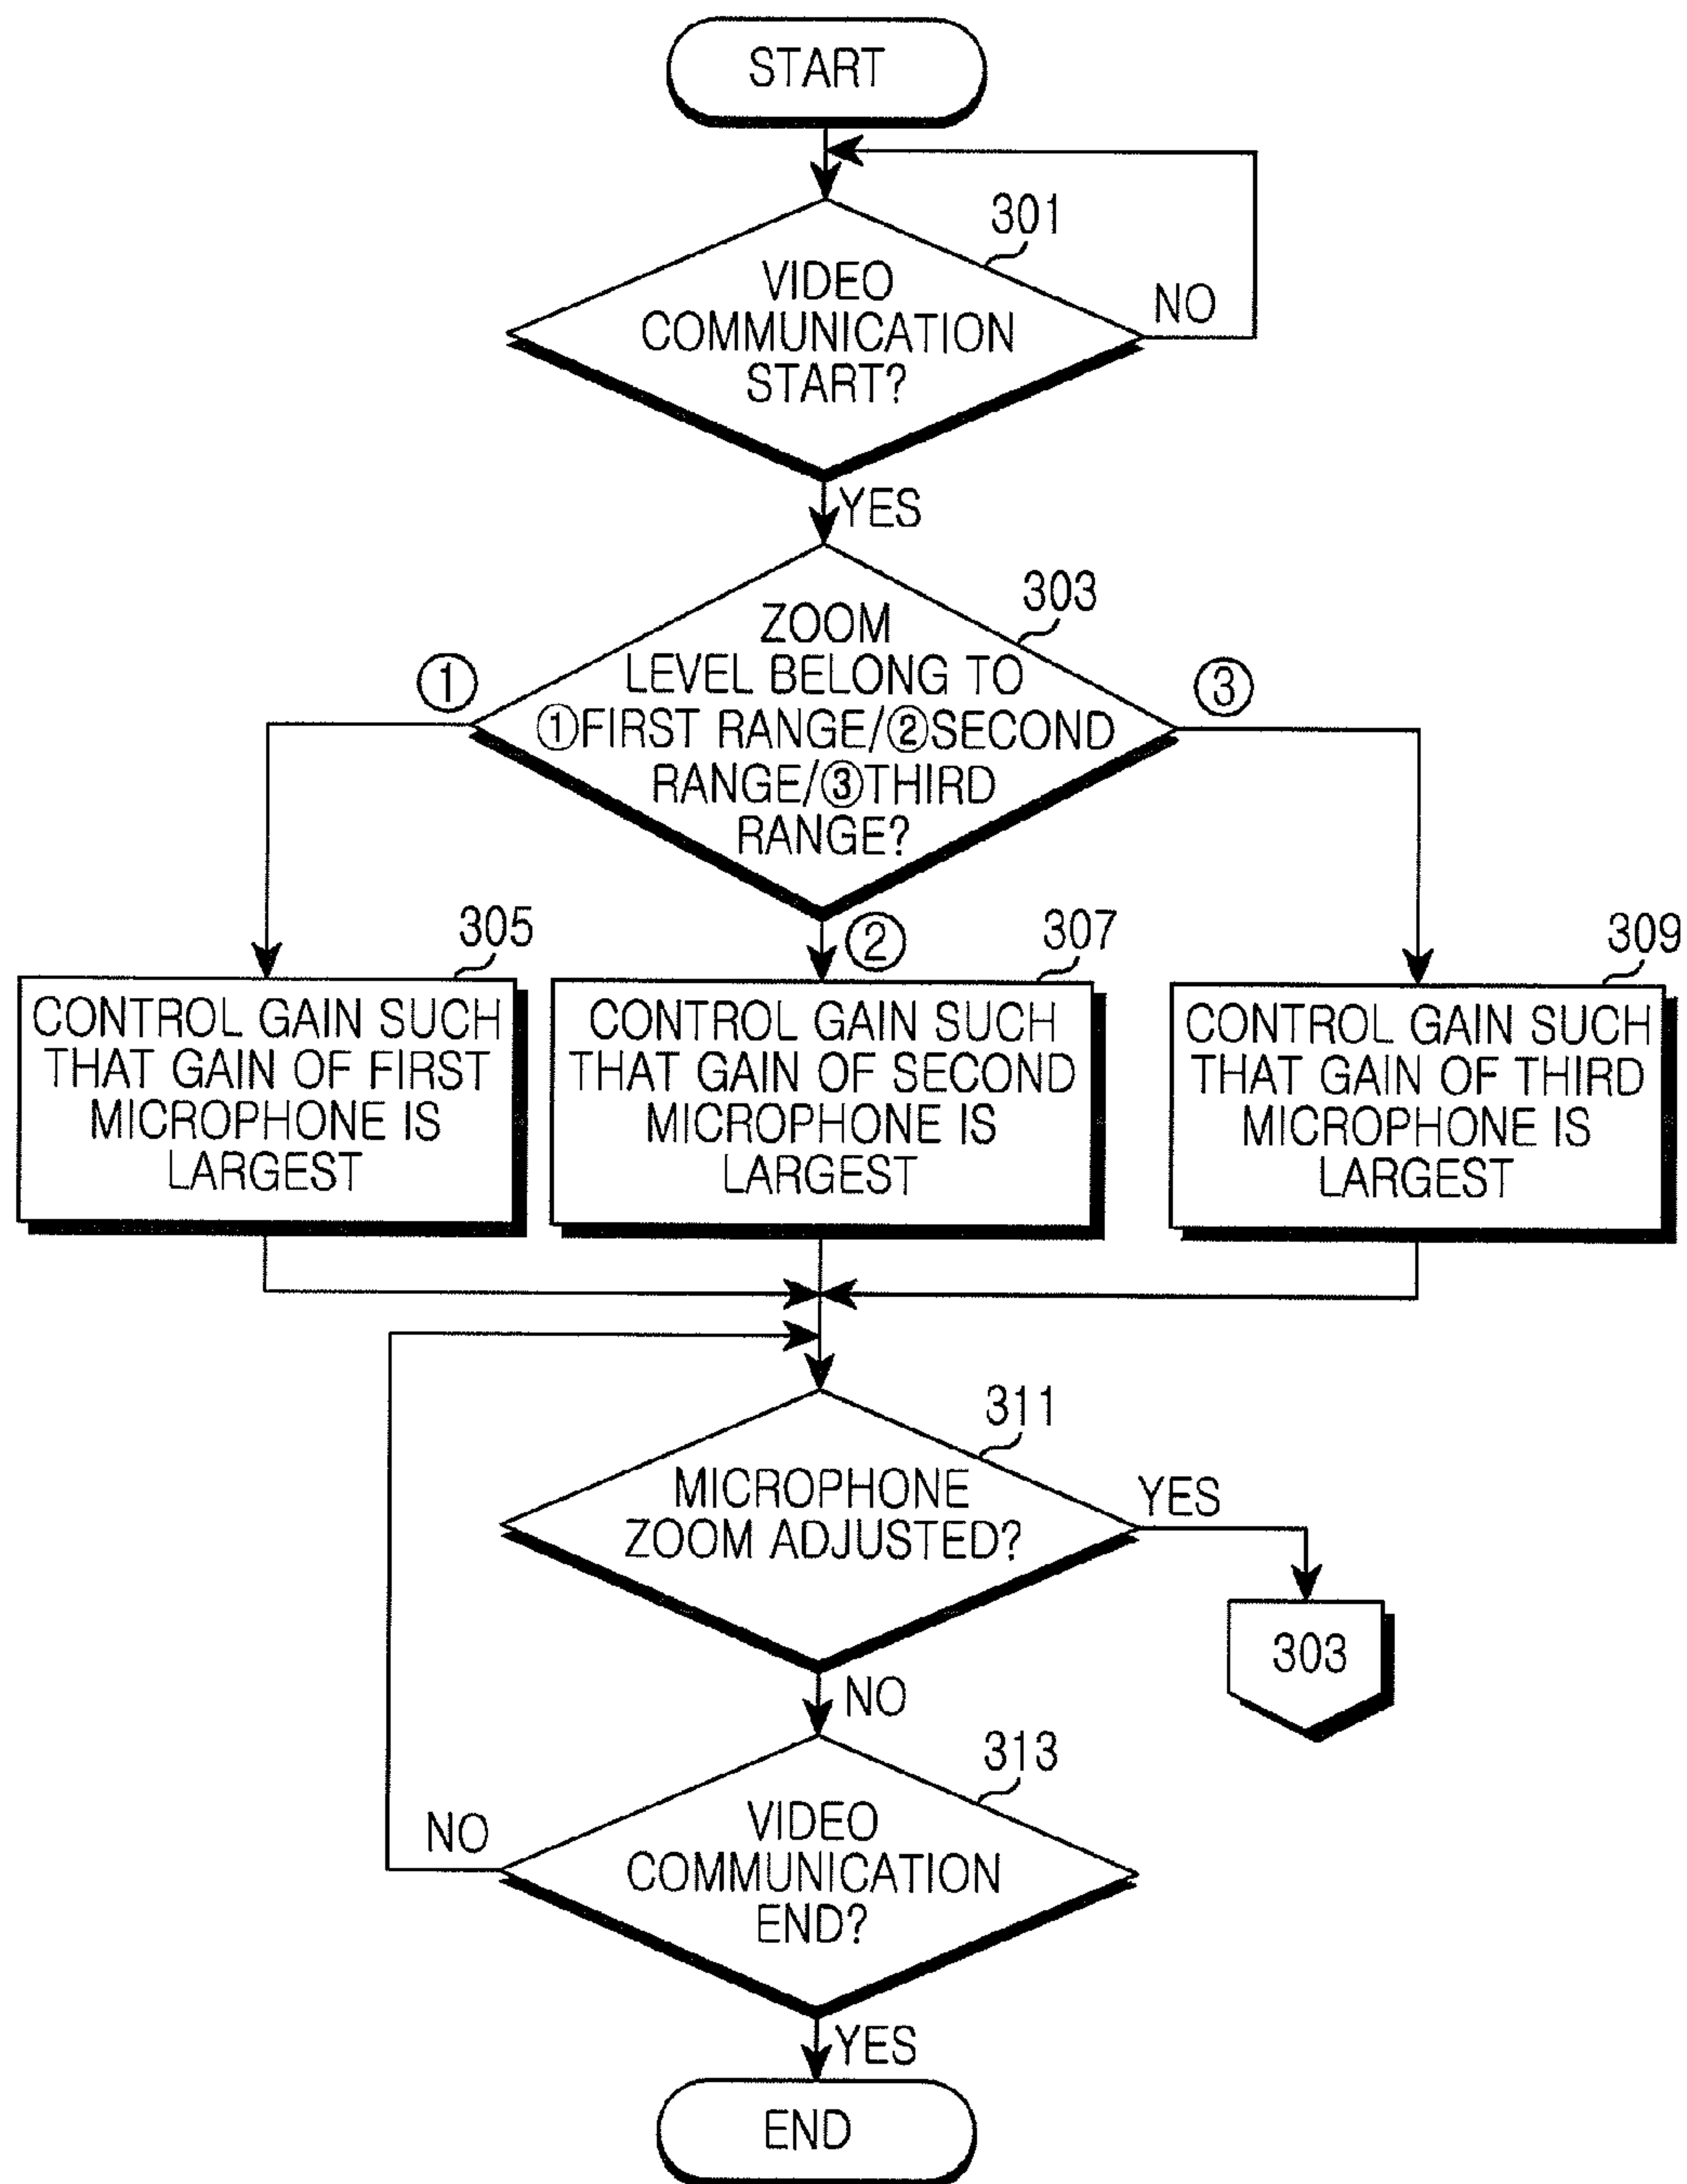 START
301
VIDEO
COMMUNICATION
START?
NO
YES
303
ZOOM
LEVEL BELONG TO
①FIRST RANGE/②SECOND
RANGE/③THIRD
RANGE?
①
③
②
305
CONTROL GAIN SUCH
THAT GAIN OF FIRST
MICROPHONE IS
LARGEST
307
CONTROL GAIN SUCH
THAT GAIN OF SECOND
MICROPHONE IS
LARGEST
309
CONTROL GAIN SUCH
THAT GAIN OF THIRD
MICROPHONE IS
LARGEST
311
MICROPHONE
ZOOM ADJUSTED?
YES
303
NO
313
VIDEO
COMMUNICATION
END?
NO
YES
END